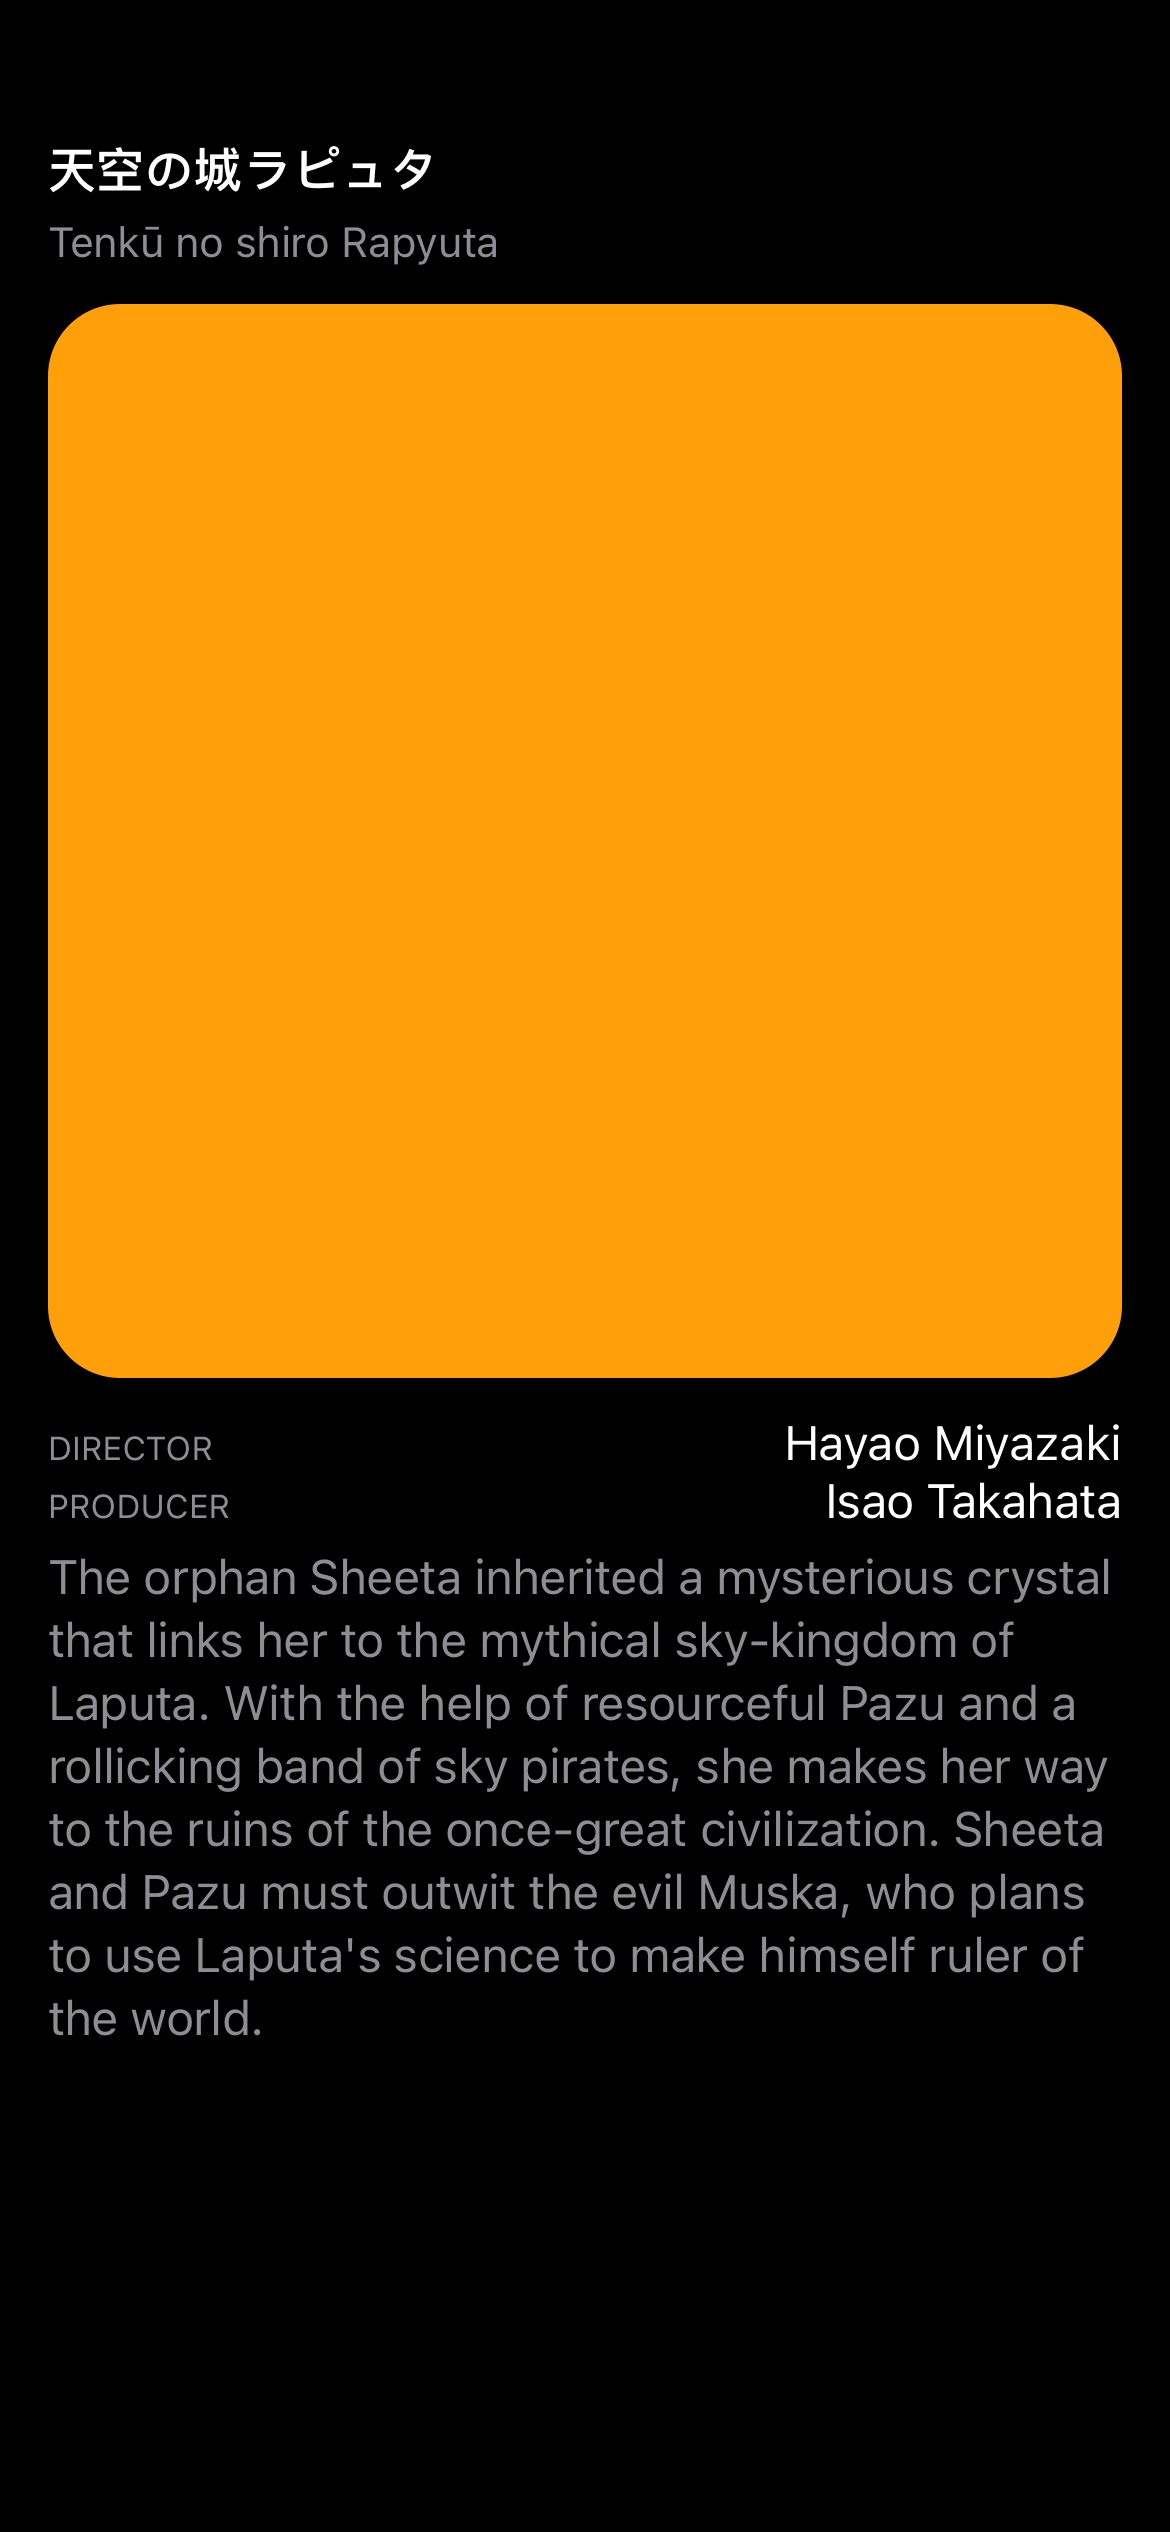 天空の城ラピュタ
Tenkū no shiro Rapyuta
DIRECTOR Hayao Miyazaki
PRODUCER Isao Takahata
The orphan Sheeta inherited a mysterious crystal
that links her to the mythical sky-kingdom of
Laputa. With the help of resourceful Pazu and a
rollicking band of sky pirates, she makes her way
to the ruins of the once-great civilization. Sheeta
and Pazu must outwit the evil Muska, who plans
to use Laputa's science to make himself ruler of
the world.